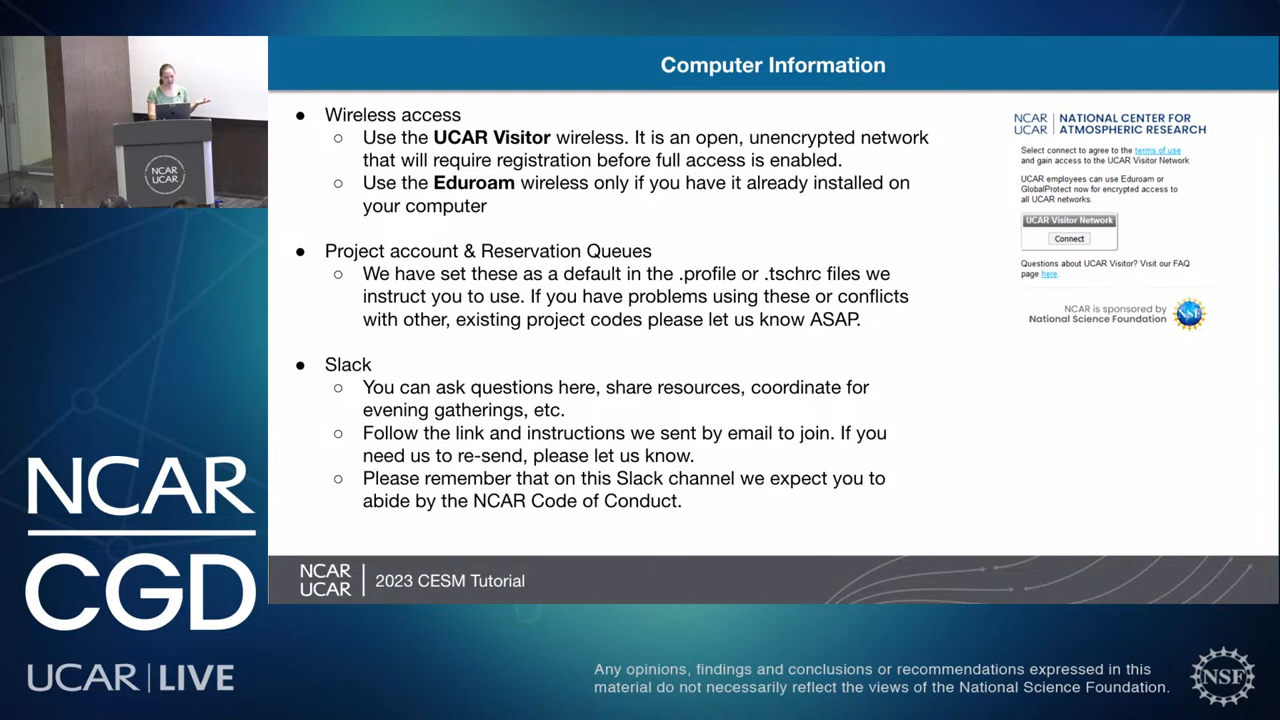 Computer Information
● Wireless access
○ Use the UCAR Visitor wireless. It is an open, unencrypted network
that will require registration before full access is enabled.
○ Use the Eduroam wireless only if you have it already installed on
your computer
● Project account & Reservation Queues
○ We have set these as a default in the .profile or .tschrc files we
instruct you to use. If you have problems using these or conflicts
with other, existing project codes please let us know ASAP.
● Slack
○ You can ask questions here, share resources, coordinate for
evening gatherings, etc.
○ Follow the link and instructions we sent by email to join. If you
need us to re-send, please let us know.
○ Please remember that on this Slack channel we expect you to
abide by the NCAR Code of Conduct.
NCAR
UCAR
NATIONAL CENTER FOR
ATMOSPHERIC RESEARCH
Select connect to agree to the terms of use
and gain access to the UCAR Visitor Network.
UCAR employees can use Eduroam or
GlobalProtect now for encrypted access to
all UCAR networks.
UCAR Visitor Network
Connect
Questions about UCAR Visitor? Visit our FAQ
page here.
NCAR is sponsored by
National Science Foundation
NSF
NCAR
UCAR
NCAR
UCAR
2023 CESM Tutorial
NCAR
CGD
UCAR | LIVE
Any opinions, findings and conclusions or recommendations expressed in this
material do not necessarily reflect the views of the National Science Foundation.
NSF